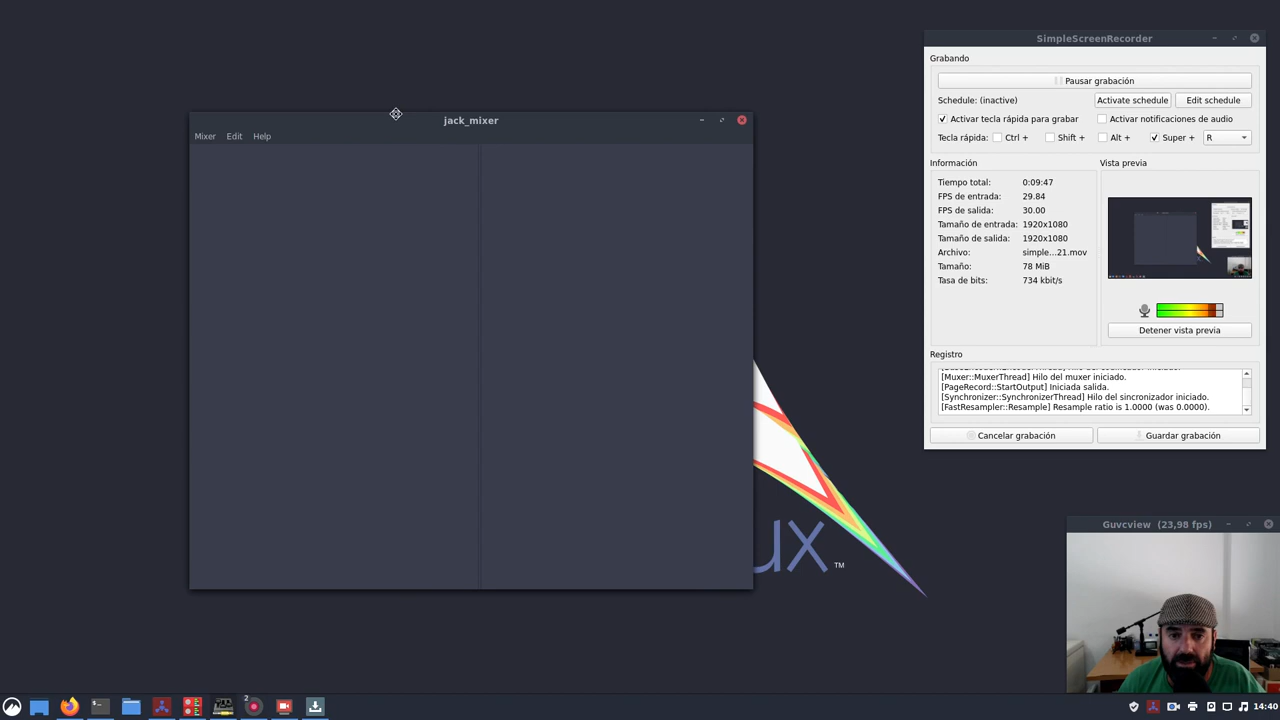 SimpleScreenRecorder
Grabando
Pausar grabación
Schedule: (inactive)
Activate schedule
Edit schedule
Activar tecla rápida para grabar
Activar notificaciones de audio
Tecla rápida:
Ctrl +
Shift +
Alt +
Super +
R
Información
Tiempo total: 0:09:47
FPS de entrada: 29.84
FPS de salida: 30.00
Tamaño de entrada: 1920x1080
Tamaño de salida: 1920x1080
Archivo: simple...21.mov
Tamaño: 78 MiB
Tasa de bits: 734 kbit/s
Vista previa
Detener vista previa
Registro
[Muxer::MuxerThread] Hilo del muxer iniciado.
[PageRecord::StartOutput] Iniciada salida.
[Synchronizer::SynchronizerThread] Hilo del sincronizador iniciado.
[FastResampler::Resample] Resample ratio is 1.0000 (was 0.0000).
Cancelar grabación
Guardar grabación
jack_mixer
Mixer
Edit
Help
ux ™
Guvcview (23,98 fps)
2
14:40